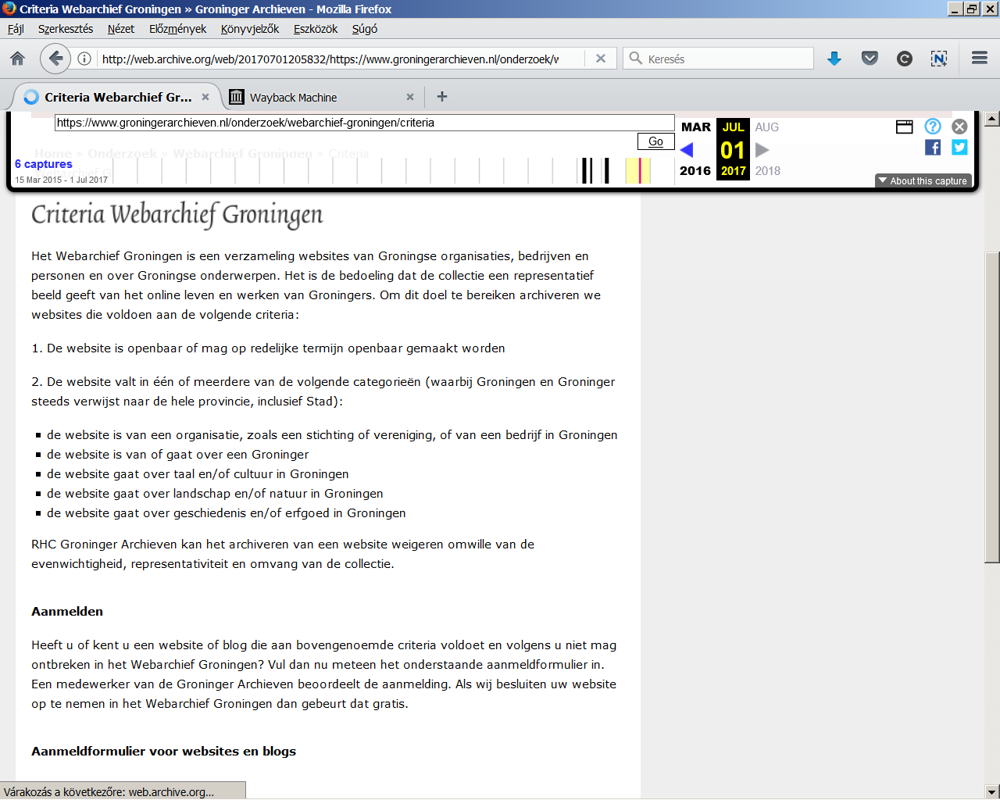 Criteria Webarchief Groningen » Groninger Archieven - Mozilla Firefox
Fájl Szerkesztés Nézet Előzmények Könyvjelzők Eszközök Súgó
http://web.archive.org/web/20170701205832/https://www.groningerarchieven.nl/onderzoek/w
Keresés
Criteria Webarchief Gr...
Wayback Machine
https://www.groningerarchieven.nl/onderzoek/webarchief-groningen/criteria
Go
MAR JUL AUG
01
2016 2017 2018
Home » Onderzoek » Webarchief Groningen » Criteria
6 captures
15 Mar 2015 - 1 Jul 2017
About this capture
Criteria Webarchief Groningen
Het Webarchief Groningen is een verzameling websites van Groningse organisaties, bedrijven en
personen en over Groningse onderwerpen. Het is de bedoeling dat de collectie een representatief
beeld geeft van het online leven en werken van Groningers. Om dit doel te bereiken archiveren we
websites die voldoen aan de volgende criteria:
1. De website is openbaar of mag op redelijke termijn openbaar gemaakt worden
2. De website valt in één of meerdere van de volgende categorieën (waarbij Groningen en Groninger
steeds verwijst naar de hele provincie, inclusief Stad):
de website is van een organisatie, zoals een stichting of vereniging, of van een bedrijf in Groningen
de website is van of gaat over een Groninger
de website gaat over taal en/of cultuur in Groningen
de website gaat over landschap en/of natuur in Groningen
de website gaat over geschiedenis en/of erfgoed in Groningen
RHC Groninger Archieven kan het archiveren van een website weigeren omwille van de
evenwichtigheid, representativiteit en omvang van de collectie.
Aanmelden
Heeft u of kent u een website of blog die aan bovengenoemde criteria voldoet en volgens u niet mag
ontbreken in het Webarchief Groningen? Vul dan nu meteen het onderstaande aanmeldformulier in.
Een medewerker van de Groninger Archieven beoordeelt de aanmelding. Als wij besluiten uw website
op te nemen in het Webarchief Groningen dan gebeurt dat gratis.
Aanmeldformulier voor websites en blogs
Várakozás a következőre: web.archive.org...